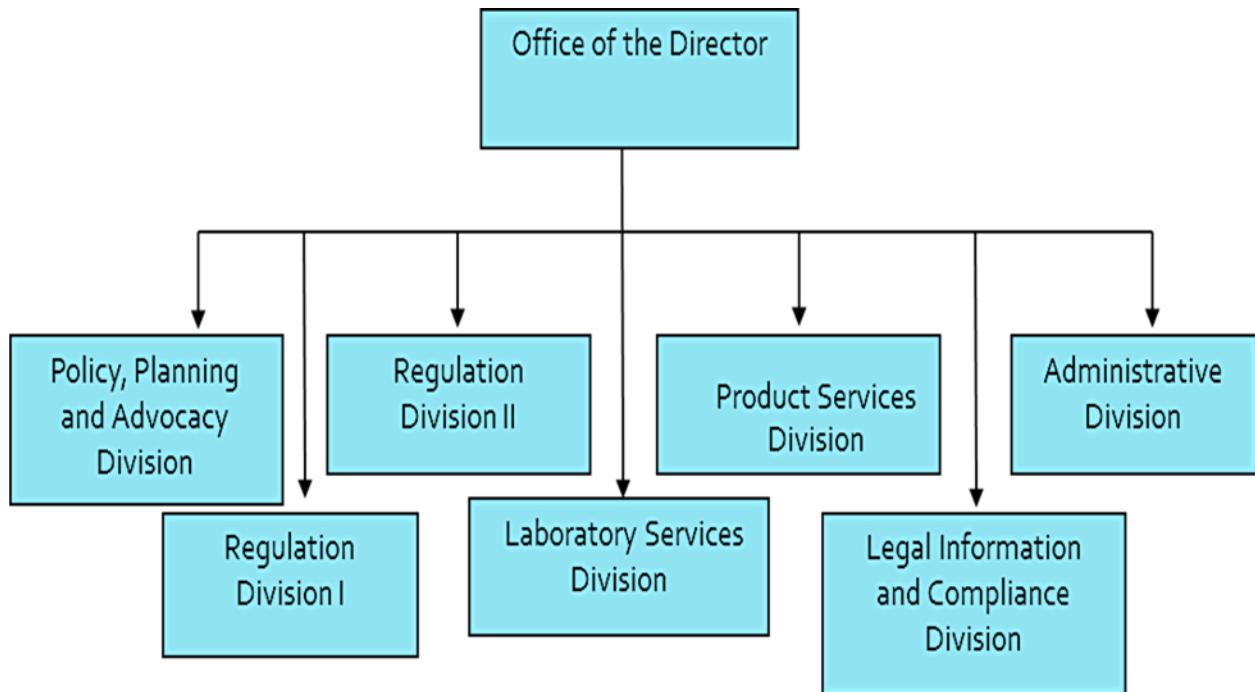 Office of the Director
Policy, Planning
and Advocacy
Division
Regulation
Division II
Product Services
Division
Administrative
Division
Regulation
Division I
Laboratory Services
Division
Legal Information
and Compliance
Division